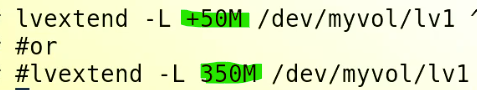 lvextend -L +50M /dev/myvol/lv1 ^
#or
#lvextend -L 350M /dev/myvol/lv1